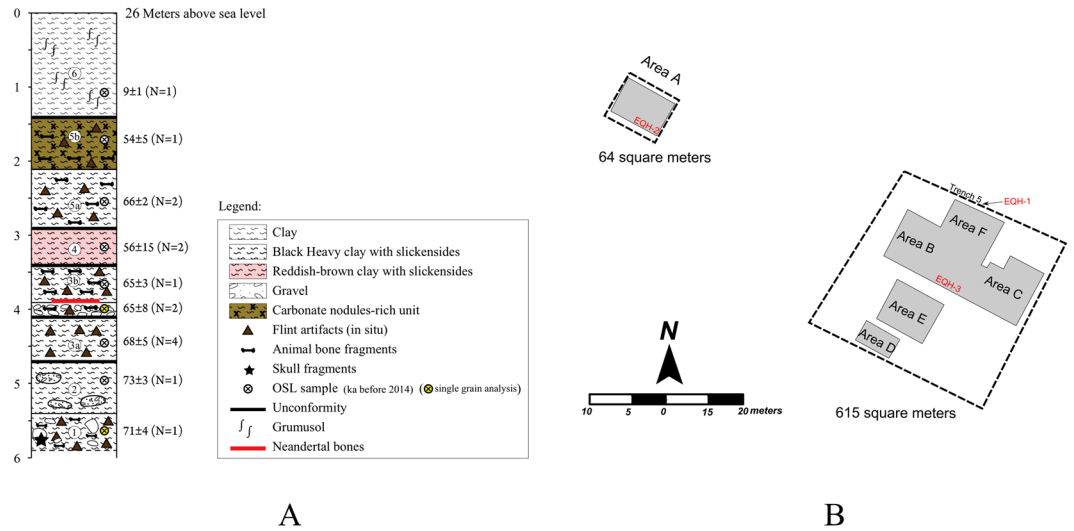 0
26 Meters above sea level
6
1
9±1 (N=1)
5b
54±5 (N=1)
2
66±2 (N=2)
5a
3
4
56±15 (N=2)
3b
65±3 (N=1)
4
65±8 (N=2)
3a
68±5 (N=4)
5
2
73±3 (N=1)
1
71±4 (N=1)
6
Legend:
Clay
Black Heavy clay with slickensides
Reddish-brown clay with slickensides
Gravel
Carbonate nodules-rich unit
Flint artifacts (in situ)
Animal bone fragments
Skull fragments
OSL sample (ka before 2014) ( single grain analysis)
Unconformity
Grumusol
Neandertal bones
A
Area A
EQH-2
64 square meters
Trench 5
EQH-1
Area F
Area B
EQH-3
Area C
Area E
Area D
N
10 5 0 15 20 meters
615 square meters
B